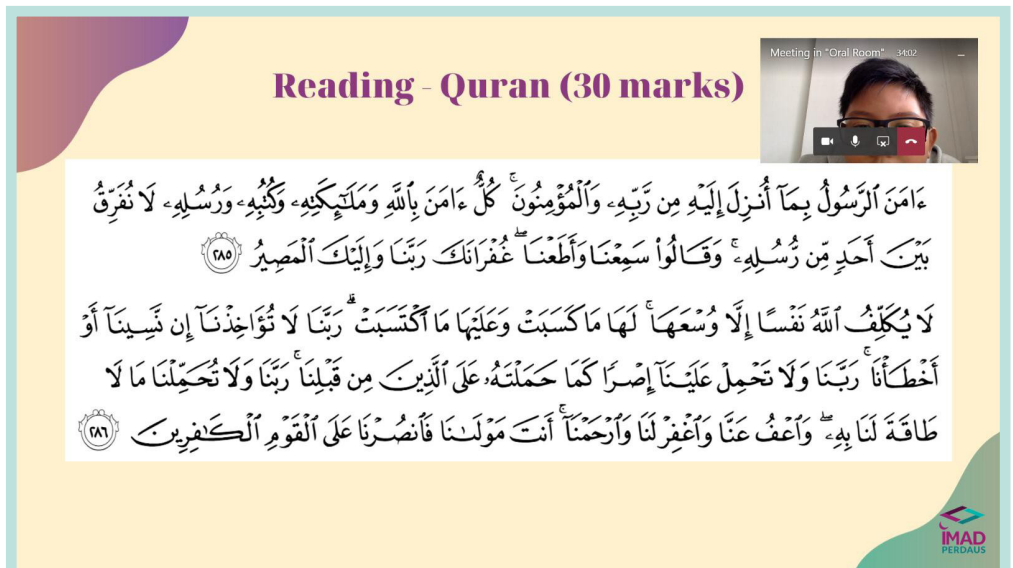 Meeting in "Oral Room" 34:02
Reading - Quran (30 marks)
ءَامَنَ ٱلرَّسُولُ بِمَآ أُنزِلَ إِلَيْهِ مِن رَّبِّهِۦ وَٱلْمُؤْمِنُونَ ۚ كُلٌّ ءَامَنَ بِٱللَّهِ وَمَلَـٰٓئِكَتِهِۦ وَكُتُبِهِۦ وَرُسُلِهِۦ لَا نُفَرِّقُ
بَيْنَ أَحَدٍ مِّن رُّسُلِهِۦ ۚ وَقَالُوا۟ سَمِعْنَا وَأَطَعْنَا ۖ غُفْرَانَكَ رَبَّنَا وَإِلَيْكَ ٱلْمَصِيرُ ٢٨٥
لَا يُكَلِّفُ ٱللَّهُ نَفْسًا إِلَّا وُسْعَهَا ۚ لَهَا مَا كَسَبَتْ وَعَلَيْهَا مَا ٱكْتَسَبَتْ ۗ رَبَّنَا لَا تُؤَاخِذْنَآ إِن نَّسِينَآ أَوْ
أَخْطَأْنَا ۚ رَبَّنَا وَلَا تَحْمِلْ عَلَيْنَآ إِصْرًا كَمَا حَمَلْتَهُۥ عَلَى ٱلَّذِينَ مِن قَبْلِنَا ۚ رَبَّنَا وَلَا تُحَمِّلْنَا مَا لَا
طَاقَةَ لَنَا بِهِۦ ۖ وَٱعْفُ عَنَّا وَٱغْفِرْ لَنَا وَٱرْحَمْنَآ ۚ أَنتَ مَوْلَىٰنَا فَٱنصُرْنَا عَلَى ٱلْقَوْمِ ٱلْكَـٰفِرِينَ ٢٨٦
IMAD
PERDAUS